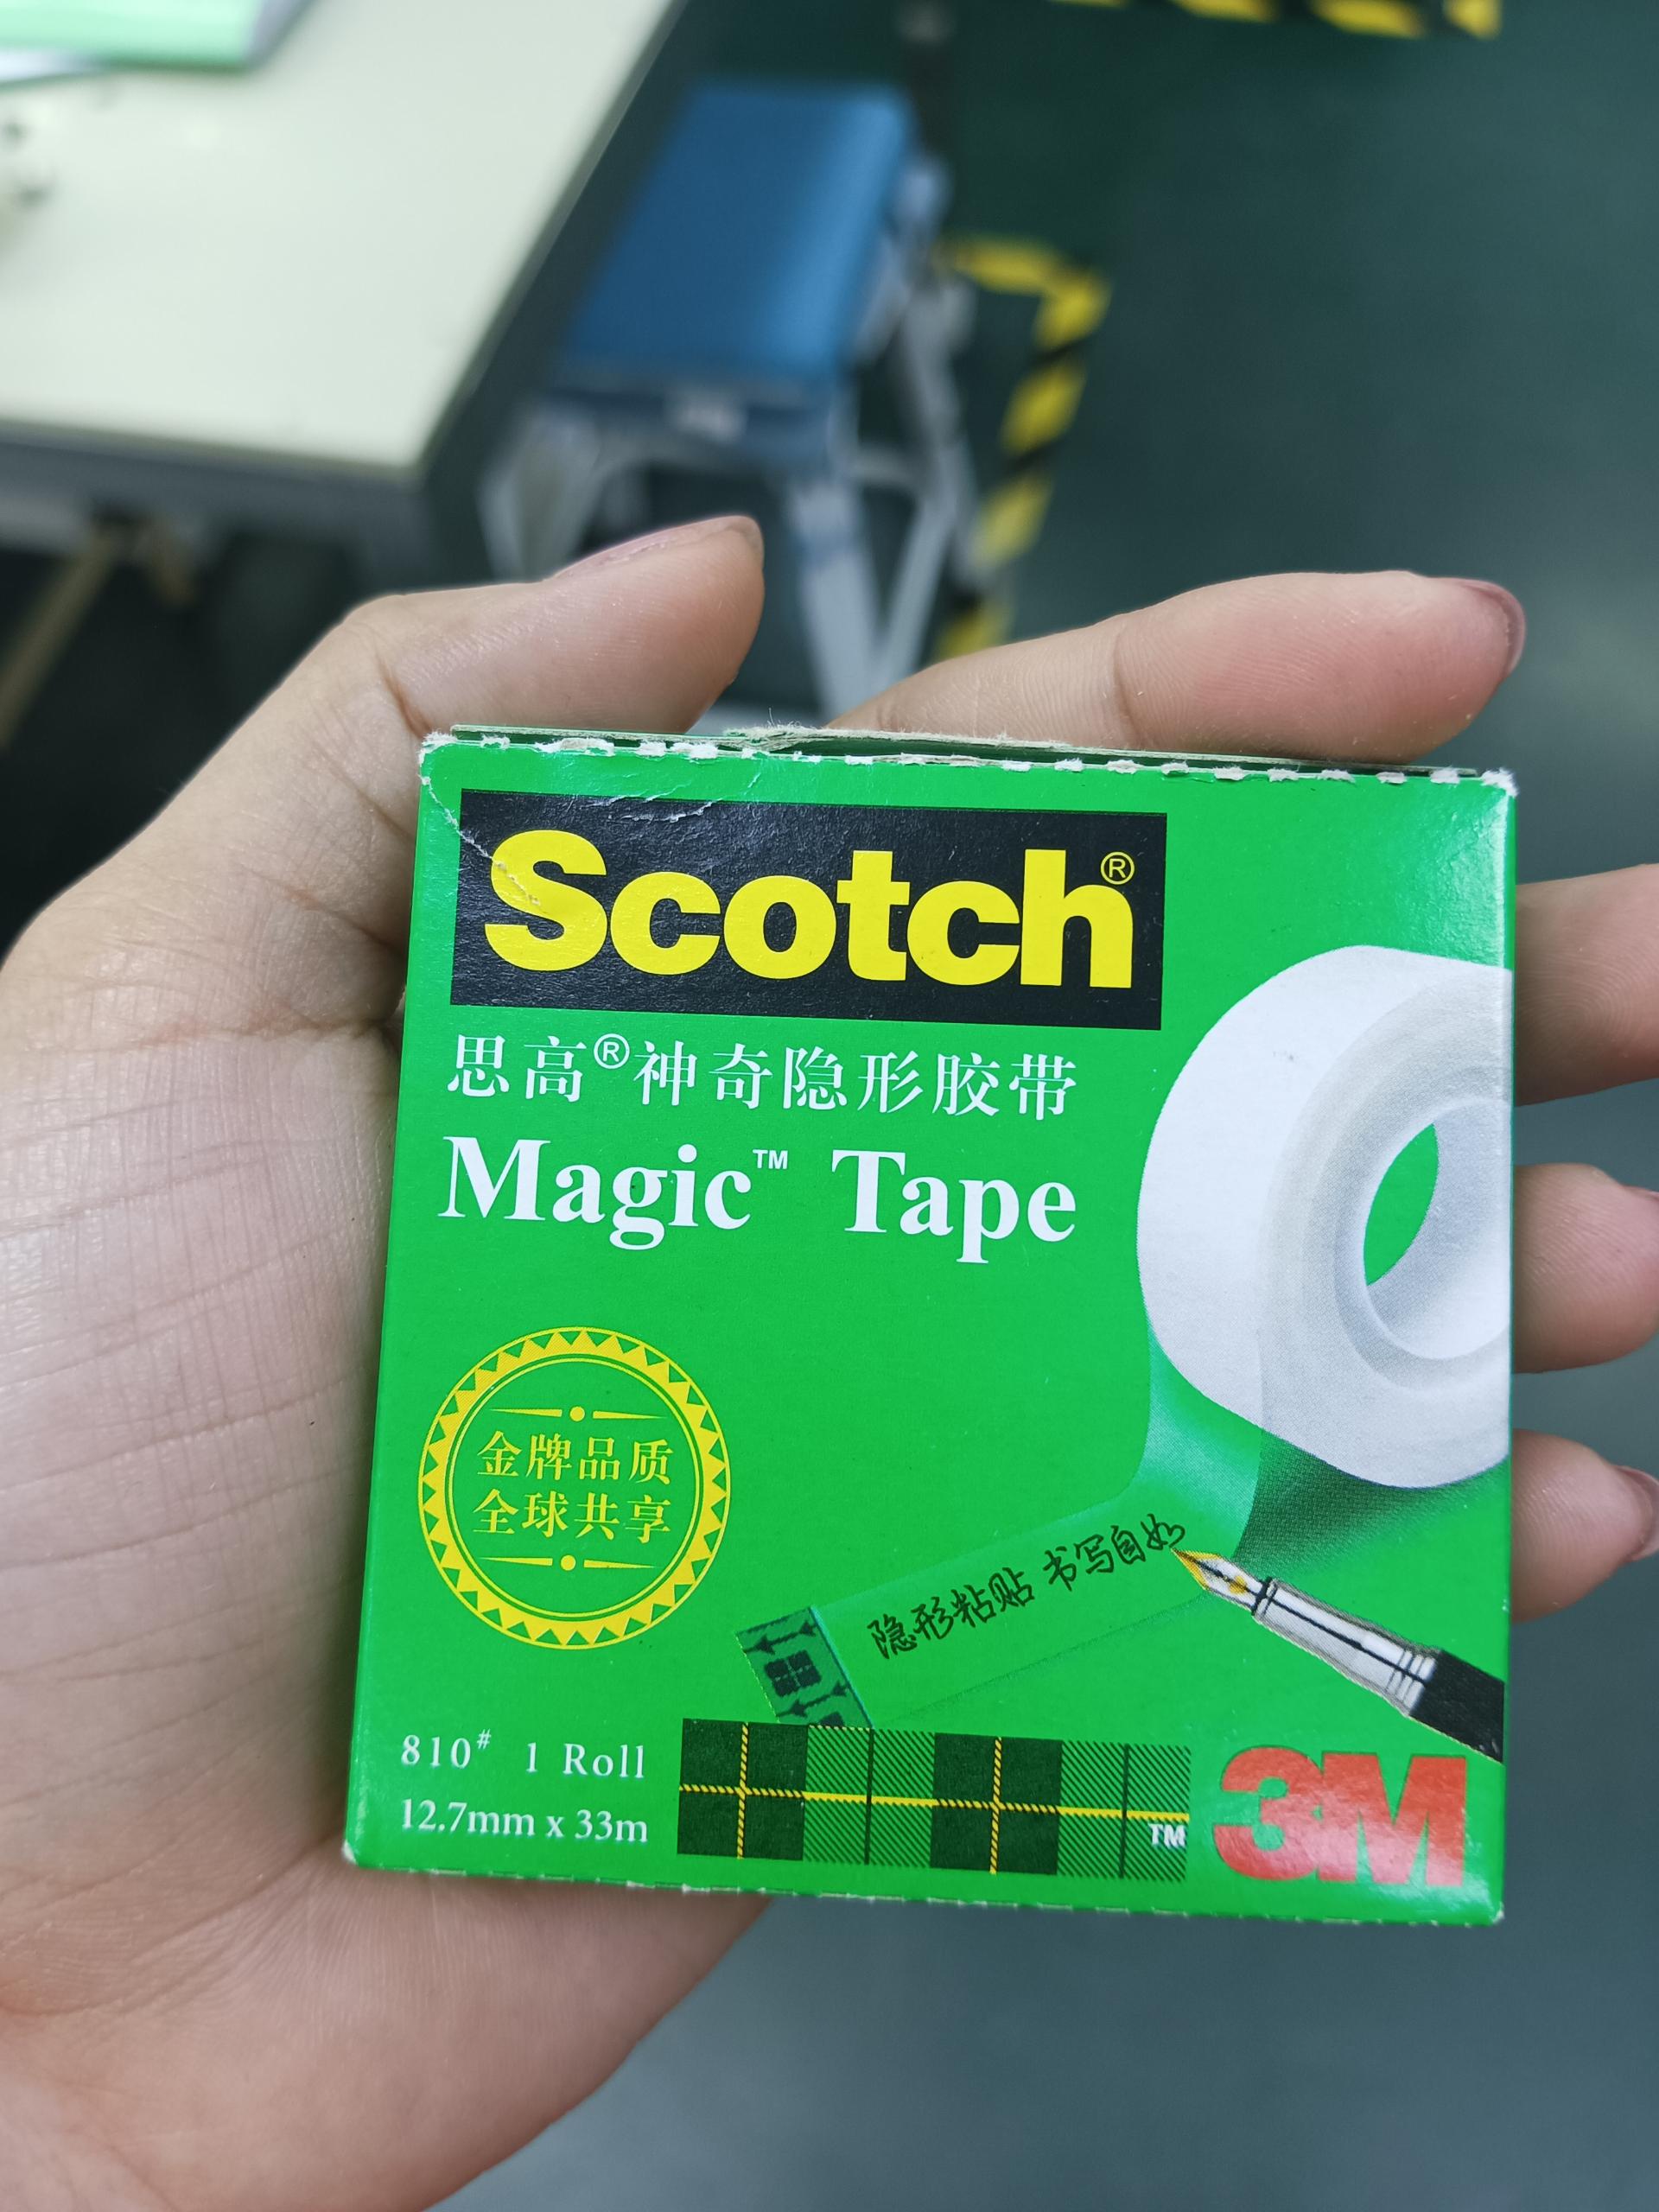 Scotch®
思高®神奇隐形胶带
Magic™ Tape
金牌品质
全球共享
隐形粘贴 书写自如
810# 1 Roll
12.7mm x 33m
TM
3M